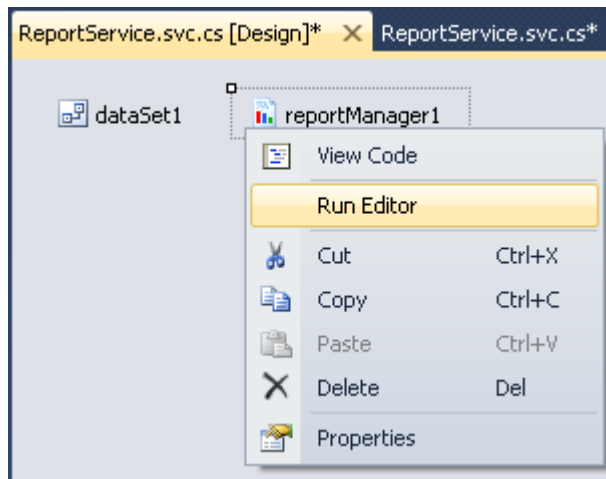 ReportService.svc.cs [Design]* ReportService.svc.cs*
dataSet1 reportManager1
View Code
Run Editor
Cut Ctrl+X
Copy Ctrl+C
Paste Ctrl+V
Delete Del
Properties